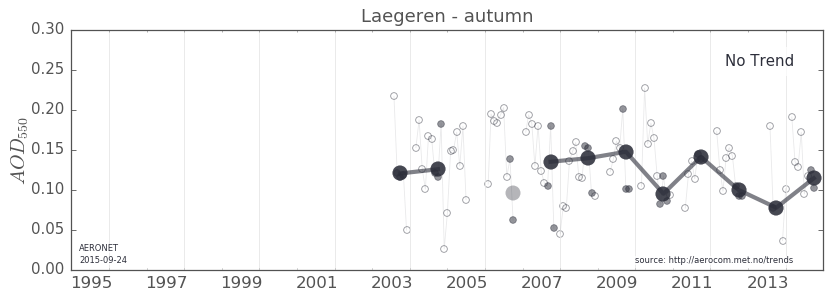 Laegeren - autumn
0.30
0.25
0.20
0.15
0.10
0.05
0.00
AOD550
No Trend
AERONET
2015-09-24
source: http://aerocom.met.no/trends
1995 1997 1999 2001 2003 2005 2007 2009 2011 2013